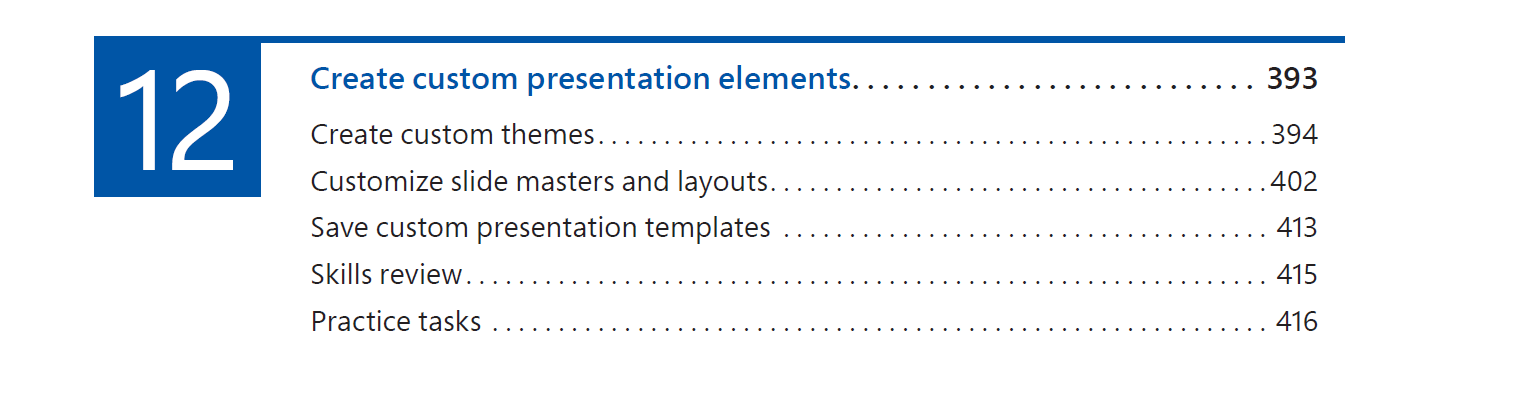 12
Create custom presentation elements. . . . . . . . . . . . . . . . . . . . . . . . . . . 393
Create custom themes. . . . . . . . . . . . . . . . . . . . . . . . . . . . . . . . . . . . . . . . . . . . . . . . . . .394
Customize slide masters and layouts. . . . . . . . . . . . . . . . . . . . . . . . . . . . . . . . . . . . . .402
Save custom presentation templates . . . . . . . . . . . . . . . . . . . . . . . . . . . . . . . . . . . . . 413
Skills review. . . . . . . . . . . . . . . . . . . . . . . . . . . . . . . . . . . . . . . . . . . . . . . . . . . . . . . . . . . . . 415
Practice tasks . . . . . . . . . . . . . . . . . . . . . . . . . . . . . . . . . . . . . . . . . . . . . . . . . . . . . . . . . . . 416